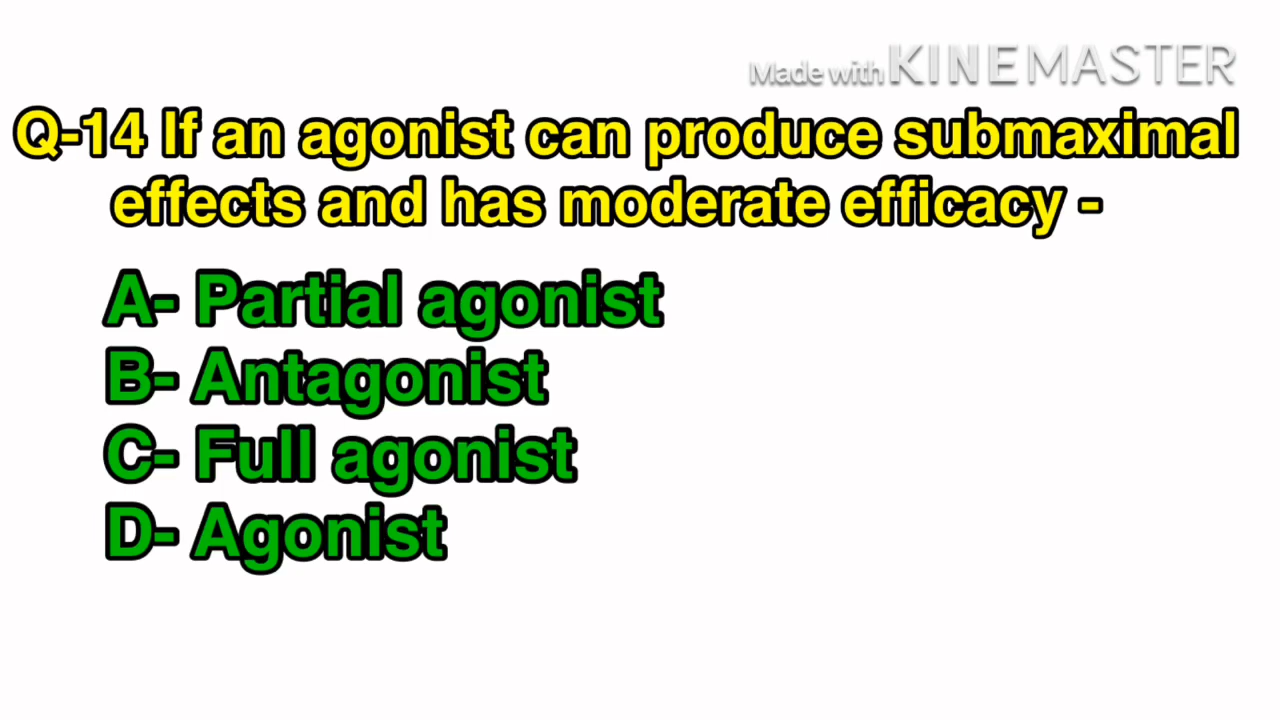 Made with KINEMASTER
Q-14 If an agonist can produce submaximal
effects and has moderate efficacy -
A- Partial agonist
B- Antagonist
C- Full agonist
D- Agonist